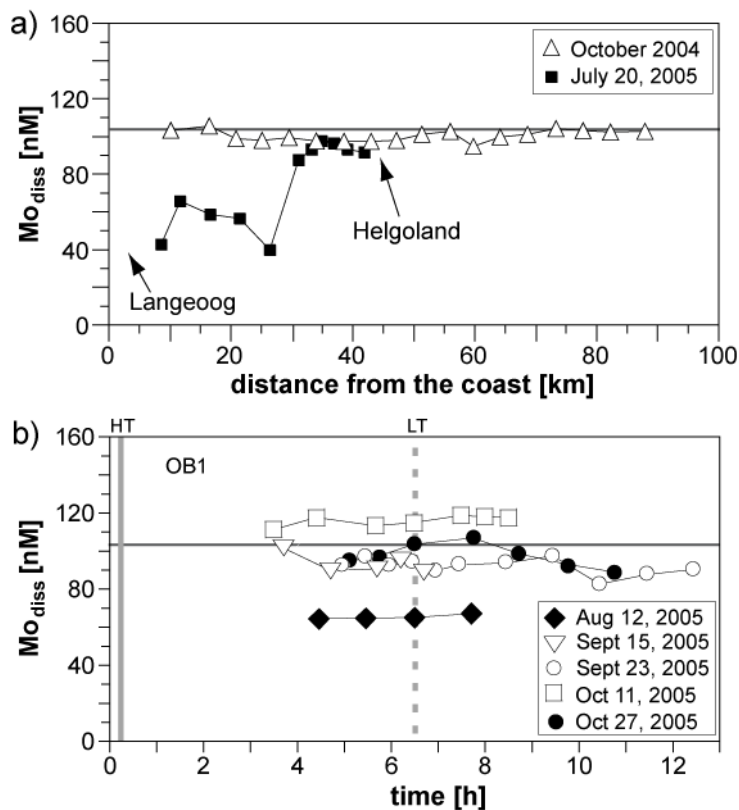 a)
160
120
80
40
0
Mo_diss [nM]
October 2004
July 20, 2005
Helgoland
Langeoog
0 20 40 60 80 100
distance from the coast [km]
b)
HT LT
OB1
160
120
80
40
0
Mo_diss [nM]
Aug 12, 2005
Sept 15, 2005
Sept 23, 2005
Oct 11, 2005
Oct 27, 2005
0 2 4 6 8 10 12
time [h]